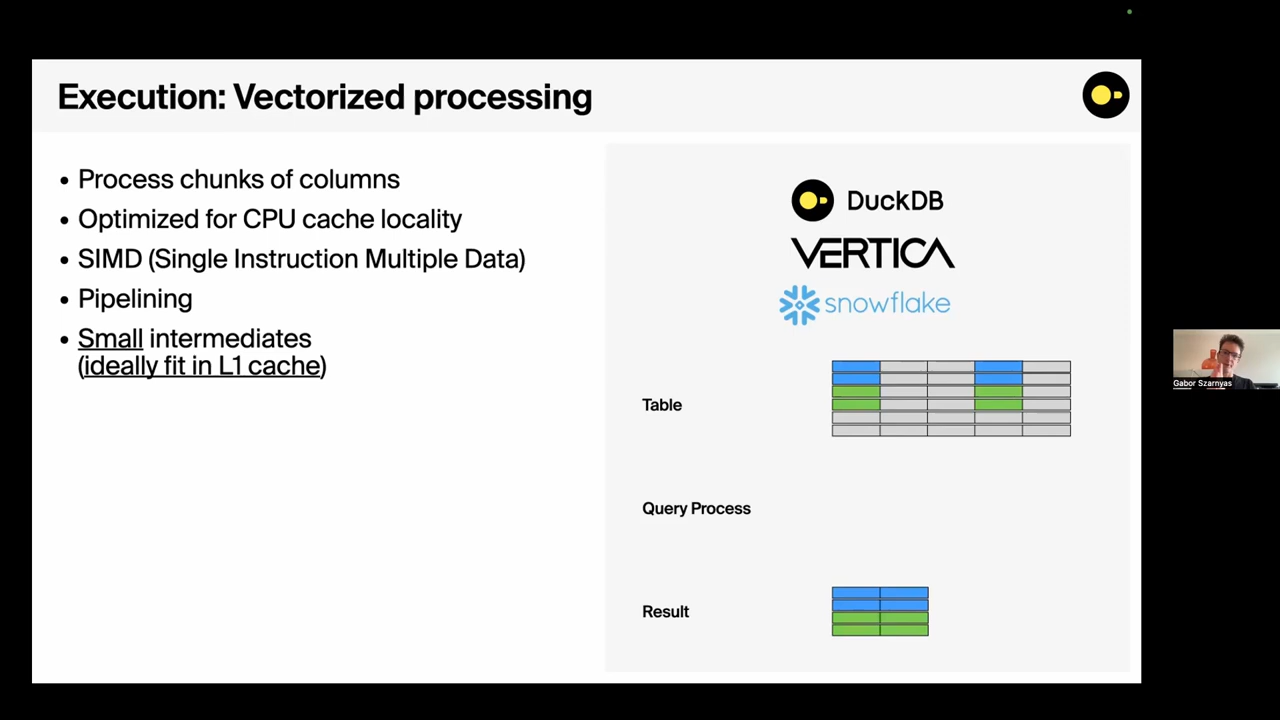 Execution: Vectorized processing
• Process chunks of columns
• Optimized for CPU cache locality
• SIMD (Single Instruction Multiple Data)
• Pipelining
• Small intermediates
(ideally fit in L1 cache)
DuckDB
VERTICA
snowflake
Table
Query Process
Result
Gabor Szarnyas